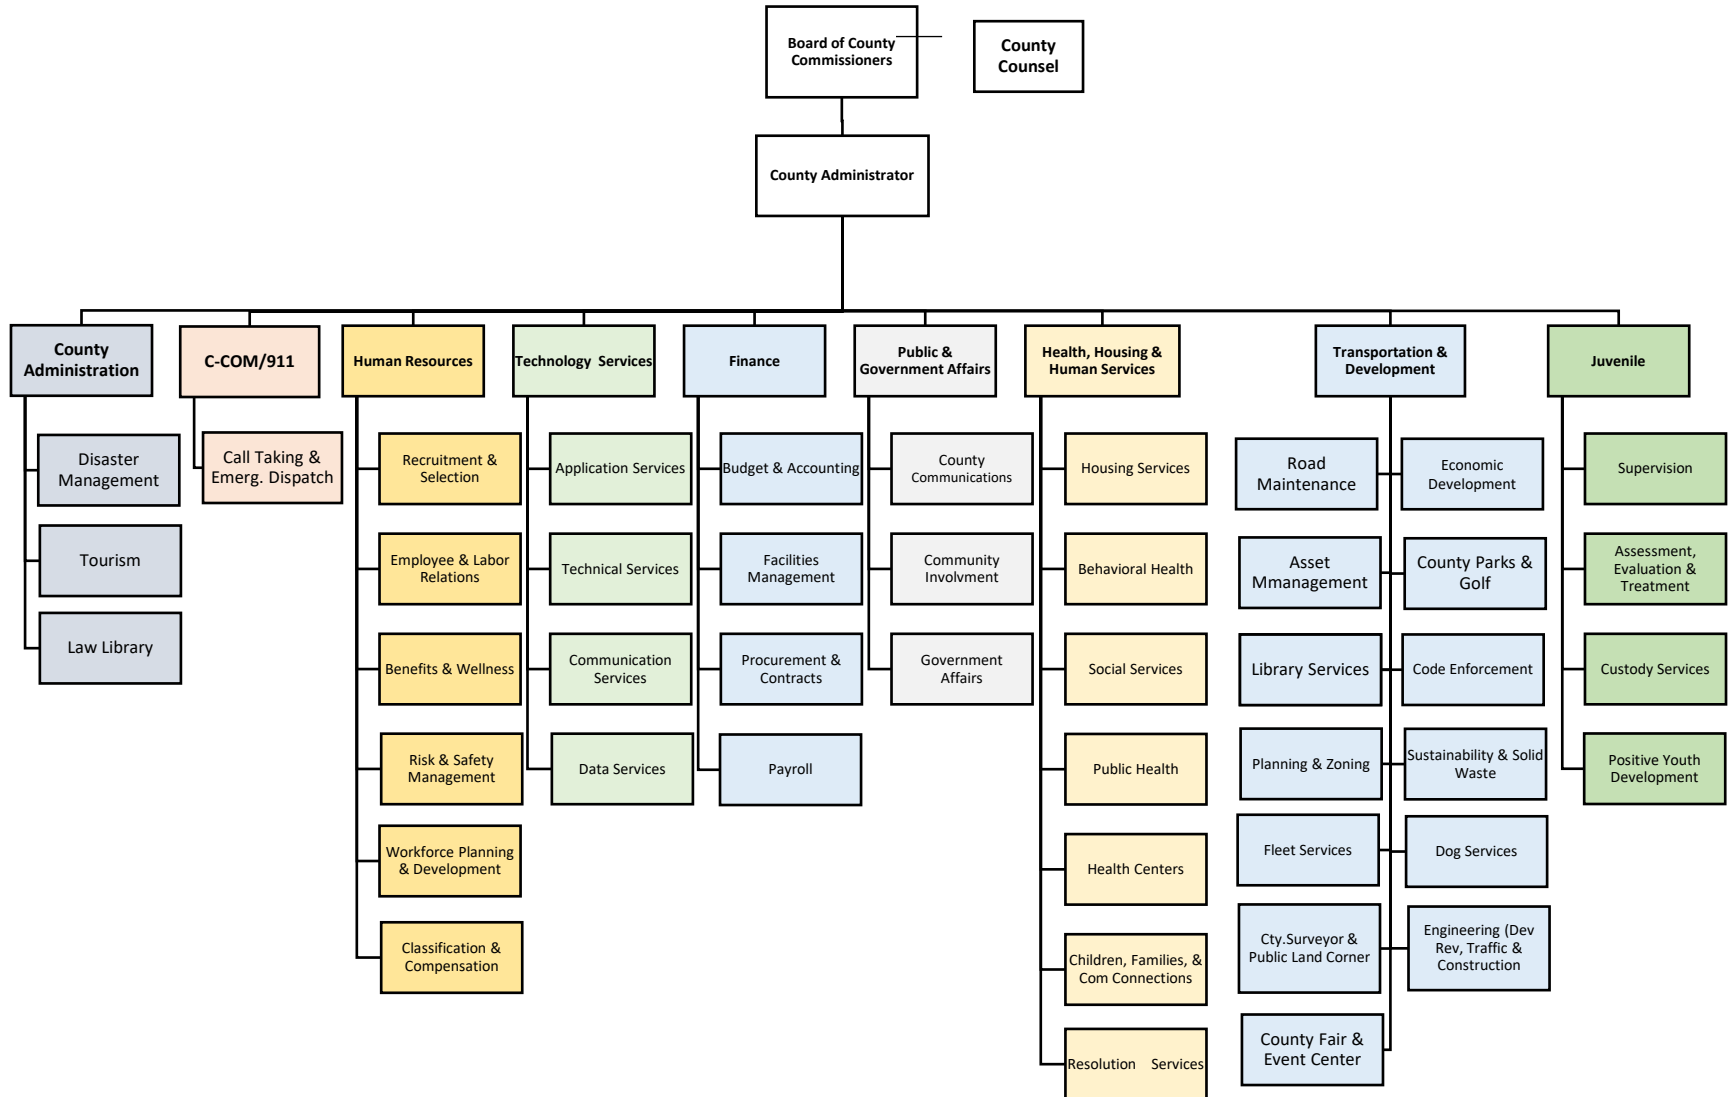 Board of County
Commissioners
County
Counsel
County Administrator
County
Administration
C-COM/911
Human Resources
Technology Services
Finance
Public &
Government Affairs
Health, Housing &
Human Services
Transportation &
Development
Juvenile
Disaster
Management
Tourism
Law Library
Call Taking &
Emerg. Dispatch
Recruitment &
Selection
Employee & Labor
Relations
Benefits & Wellness
Risk & Safety
Management
Workforce Planning
& Development
Classification &
Compensation
Application Services
Technical Services
Communication
Services
Data Services
Budget & Accounting
Facilities
Management
Procurement &
Contracts
Payroll
County
Communications
Community
Involvment
Government
Affairs
Housing Services
Behavioral Health
Social Services
Public Health
Health Centers
Children, Families, &
Com Connections
Resolution Services
Road
Maintenance
Economic
Development
Asset
Mmanagement
County Parks &
Golf
Library Services
Code Enforcement
Planning & Zoning
Sustainability & Solid
Waste
Fleet Services
Dog Services
Cty.Surveyor &
Public Land Corner
Engineering (Dev
Rev, Traffic &
Construction
County Fair &
Event Center
Supervision
Assessment,
Evaluation &
Treatment
Custody Services
Positive Youth
Development